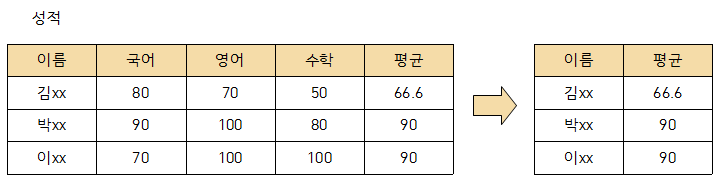 성적
이름 국어 영어 수학 평균 이름 평균
김xx 80 70 50 66.6 김xx 66.6
박xx 90 100 80 90 박xx 90
이xx 70 100 100 90 이xx 90